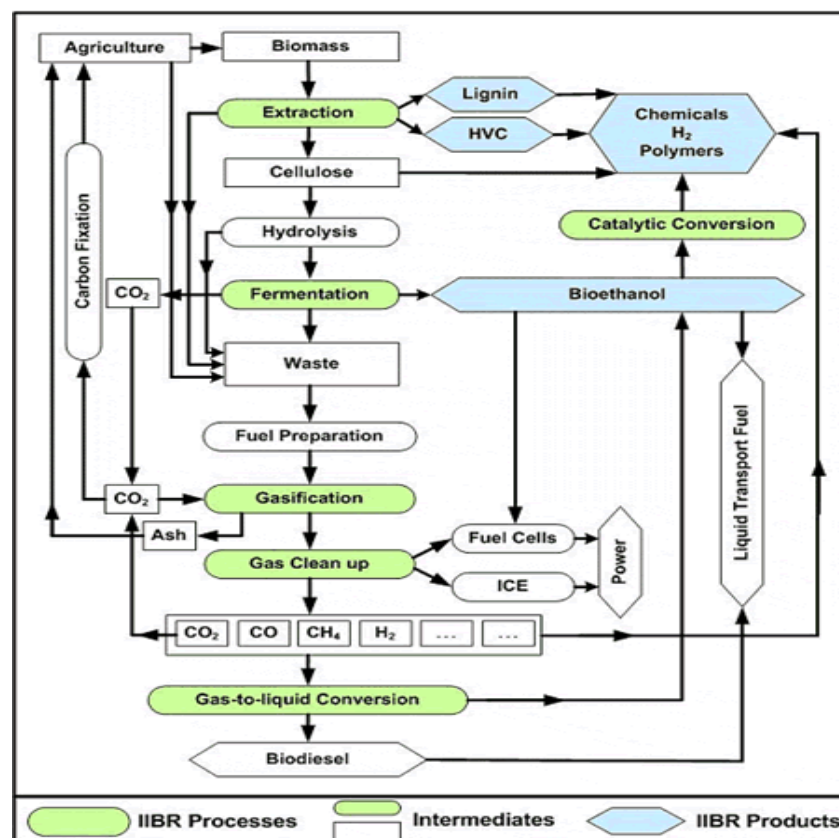 Agriculture
Biomass
Extraction
Lignin
HVC
Chemicals
H₂
Polymers
Cellulose
Hydrolysis
Catalytic Conversion
Carbon Fixation
CO₂
Fermentation
Bioethanol
Waste
Fuel Preparation
Liquid Transport Fuel
CO₂
Gasification
Ash
Gas Clean up
Fuel Cells
ICE
Power
CO₂ CO CH₄ H₂ ... ...
Gas-to-liquid Conversion
Biodiesel
IIBR Processes
Intermediates
IIBR Products